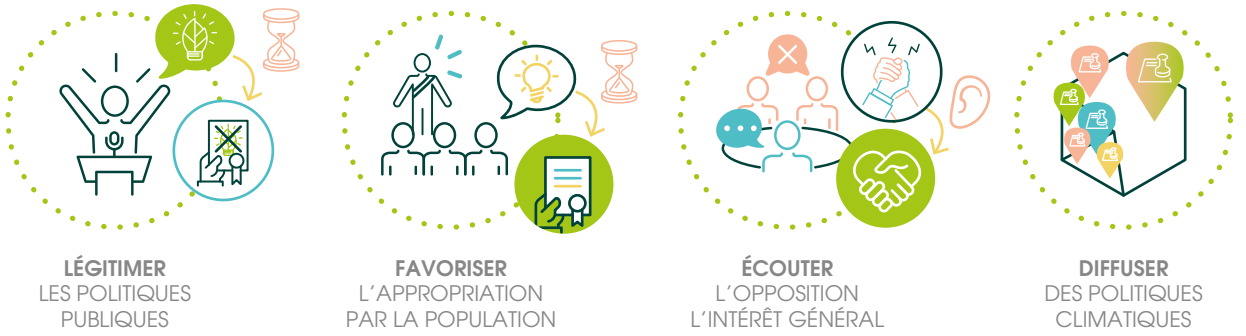 LÉGITIMER
LES POLITIQUES
PUBLIQUES
FAVORISER
L'APPROPRIATION
PAR LA POPULATION
ÉCOUTER
L'OPPOSITION
L'INTÉRÊT GÉNÉRAL
DIFFUSER
DES POLITIQUES
CLIMATIQUES